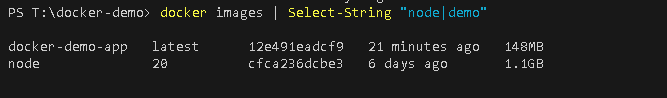 PS T:\docker-demo> docker images | Select-String "node|demo"
docker-demo-app   latest    12e491eadcf9   21 minutes ago   148MB
node              20        cfca236dcbe3   6 days ago       1.1GB